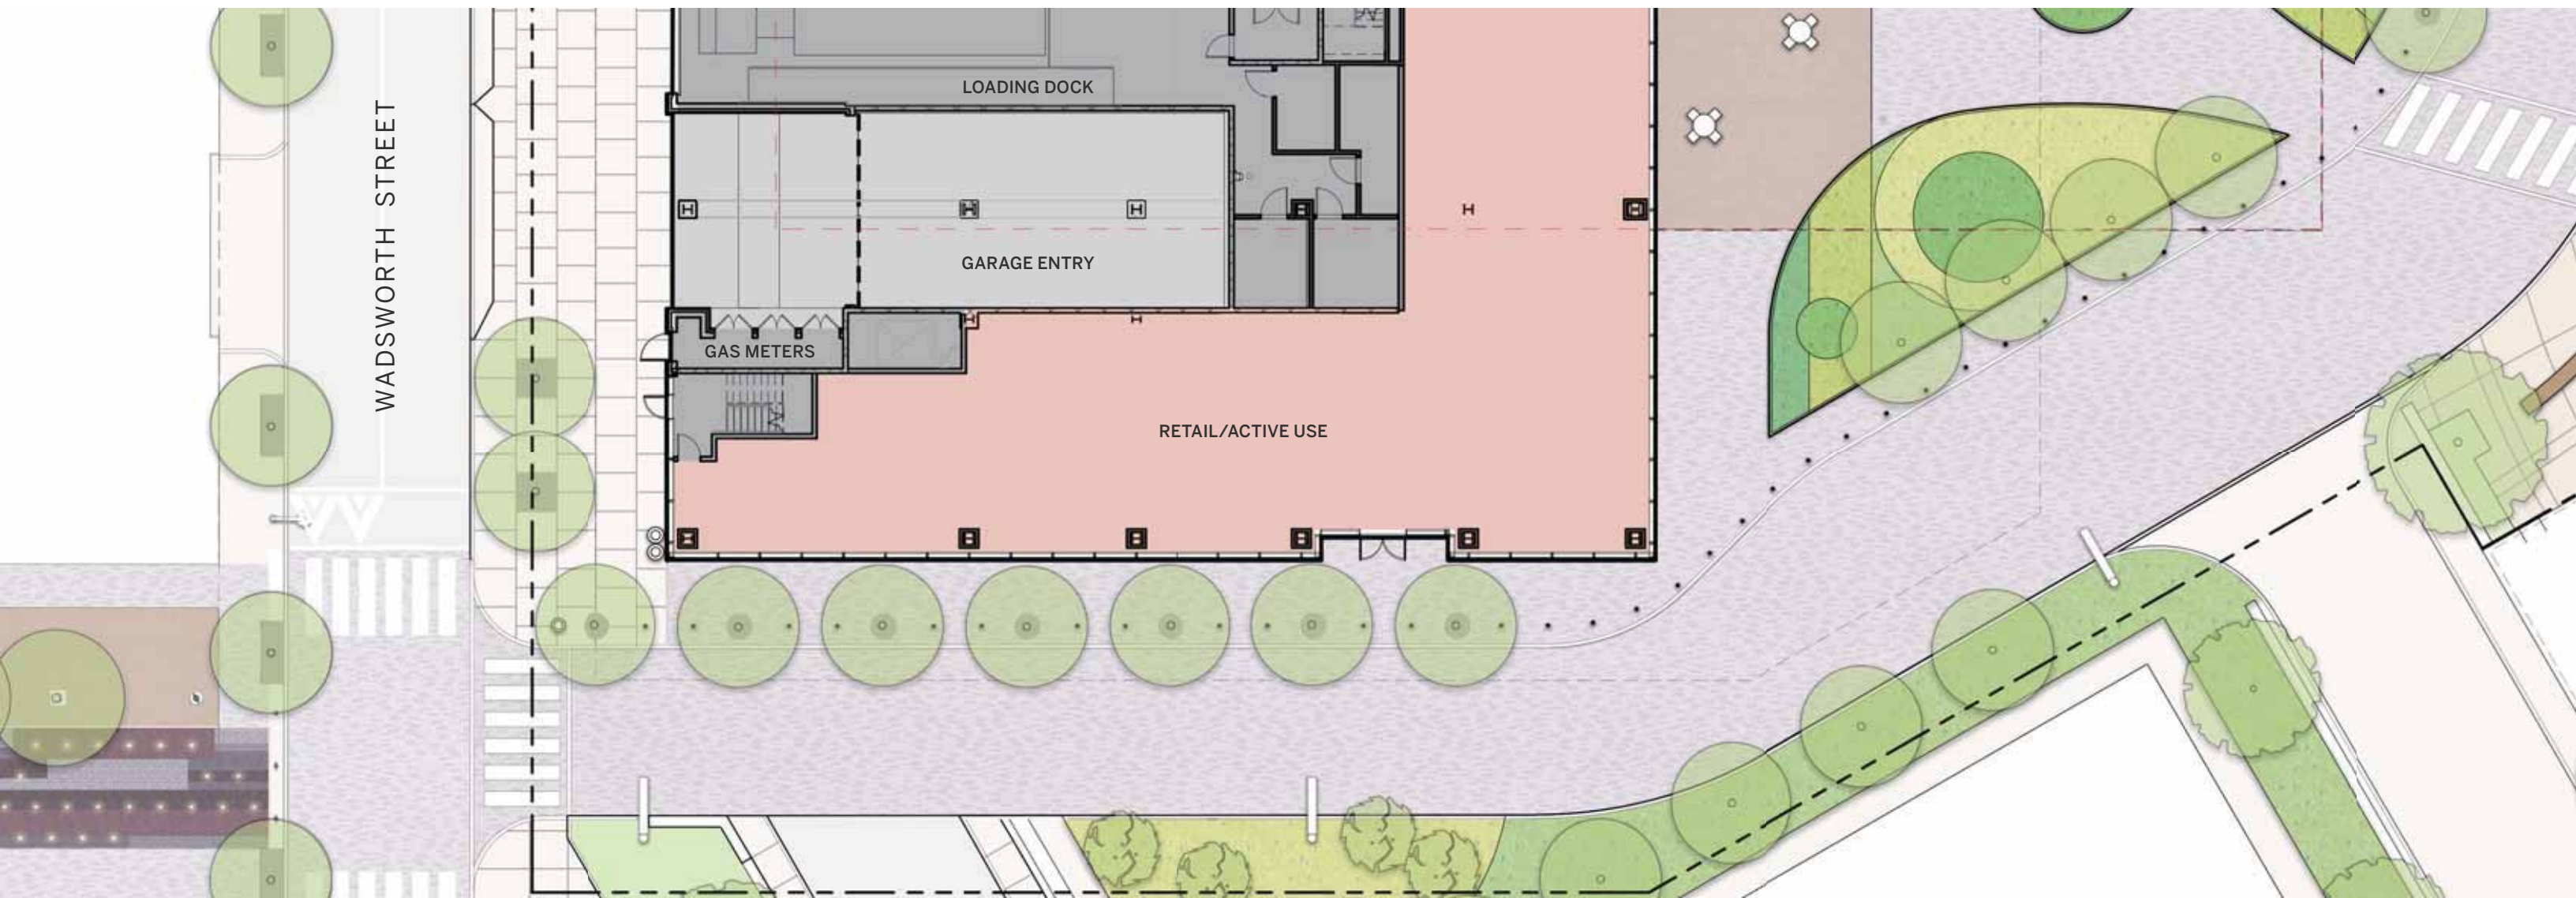 LOADING DOCK
WADSWORTH STREET
GARAGE ENTRY
GAS METERS
RETAIL/ACTIVE USE